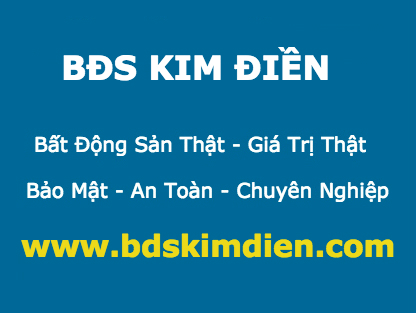 BĐS KIM ĐIỀN
Bất Động Sản Thật - Giá Trị Thật
Bảo Mật - An Toàn - Chuyên Nghiệp
www.bdskimdien.com